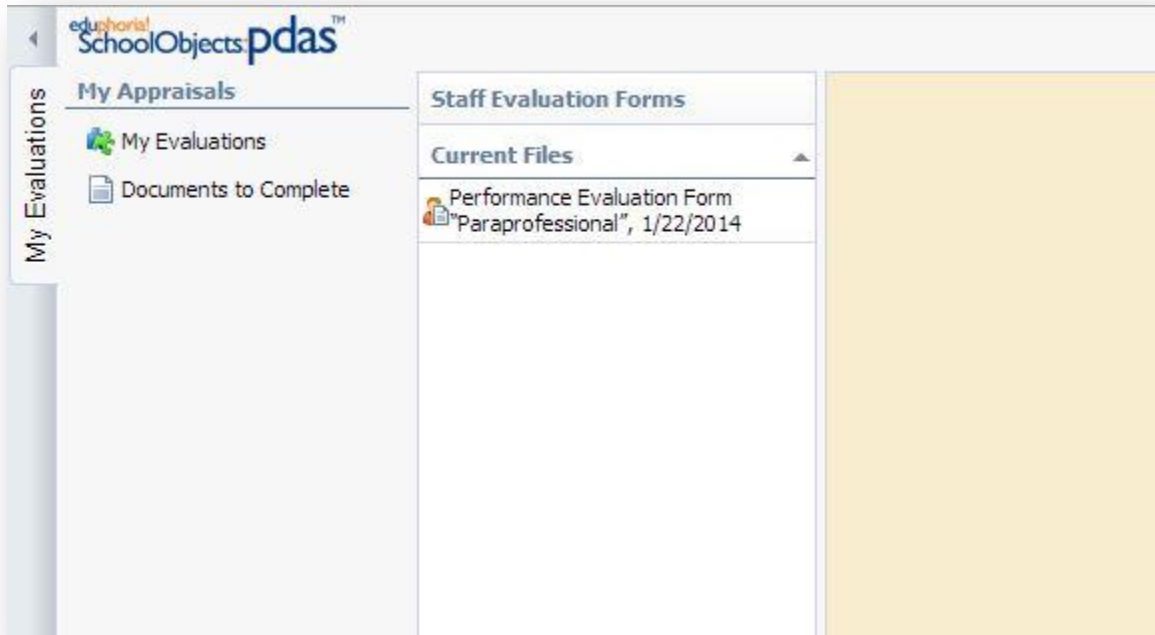 eduphoria!
SchoolObjects:pdas™
My Evaluations
My Appraisals
My Evaluations
Documents to Complete
Staff Evaluation Forms
Current Files
Performance Evaluation Form
"Paraprofessional", 1/22/2014